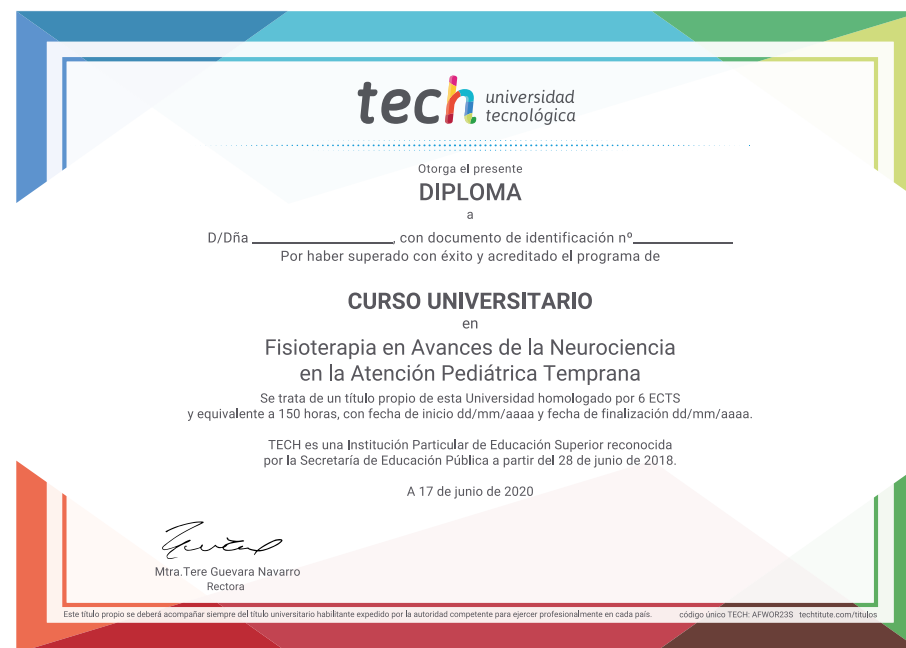 tech universidad
tecnológica
Otorga el presente
DIPLOMA
a
D/Dña ______________, con documento de identificación nº____________
Por haber superado con éxito y acreditado el programa de
CURSO UNIVERSITARIO
en
Fisioterapia en Avances de la Neurociencia
en la Atención Pediátrica Temprana
Se trata de un título propio de esta Universidad homologado por 6 ECTS
y equivalente a 150 horas, con fecha de inicio dd/mm/aaaa y fecha de finalización dd/mm/aaaa.
TECH es una Institución Particular de Educación Superior reconocida
por la Secretaría de Educación Pública a partir del 28 de junio de 2018.
A 17 de junio de 2020
Mtra.Tere Guevara Navarro
Rectora
Este título propio se deberá acompañar siempre del título universitario habilitante expedido por la autoridad competente para ejercer profesionalmente en cada país. código único TECH: AFWOR23S techtitute.com/titulos